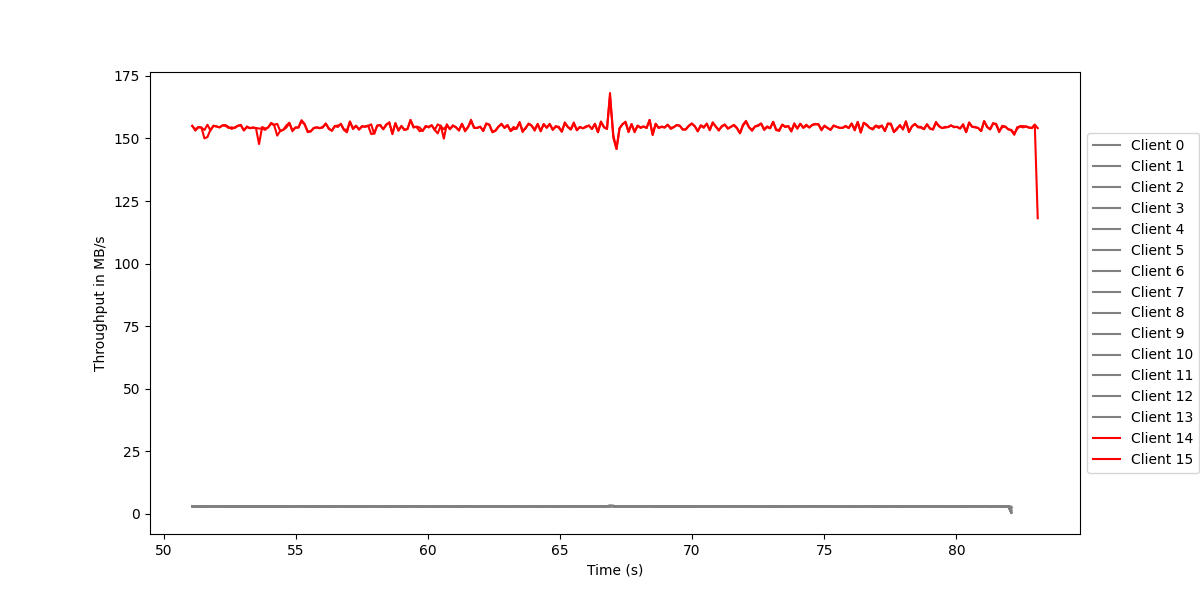 175
150
125
100
75
50
25
0
Throughput in MB/s
50 55 60 65 70 75 80
Time (s)
Client 0
Client 1
Client 2
Client 3
Client 4
Client 5
Client 6
Client 7
Client 8
Client 9
Client 10
Client 11
Client 12
Client 13
Client 14
Client 15